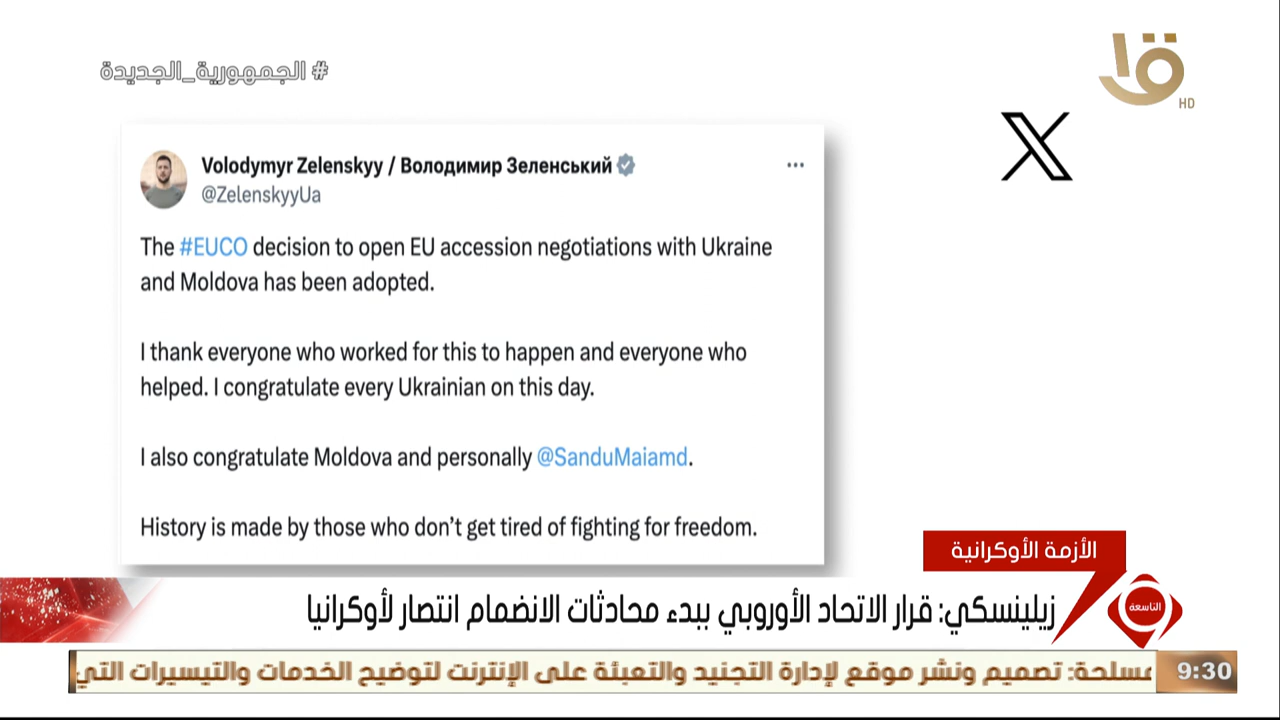 # الجمهورية_الجديدة
HD
Volodymyr Zelenskyy / Володимир Зеленський
@ZelenskyyUa
The #EUCO decision to open EU accession negotiations with Ukraine
and Moldova has been adopted.
I thank everyone who worked for this to happen and everyone who
helped. I congratulate every Ukrainian on this day.
I also congratulate Moldova and personally @SanduMaiamd.
History is made by those who don’t get tired of fighting for freedom.
الأزمة الأوكرانية
التاسعة
زيلينسكي: قرار الاتحاد الأوروبي ببدء محادثات الانضمام انتصار لأوكرانيا
مسلحة: تصميم ونشر موقع لإدارة التجنيد والتعبئة على الإنترنت لتوضيح الخدمات والتيسيرات التي
9:30